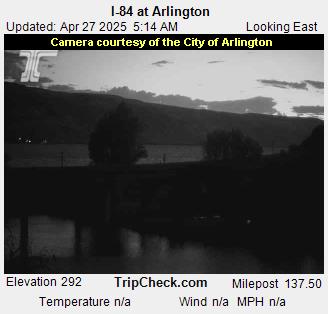 I-84 at Arlington
Updated: Apr 27 2025 5:14 AM Looking East
Camera courtesy of the City of Arlington
Elevation 292 TripCheck.com Milepost 137.50
Temperature n/a Wind n/a MPH n/a